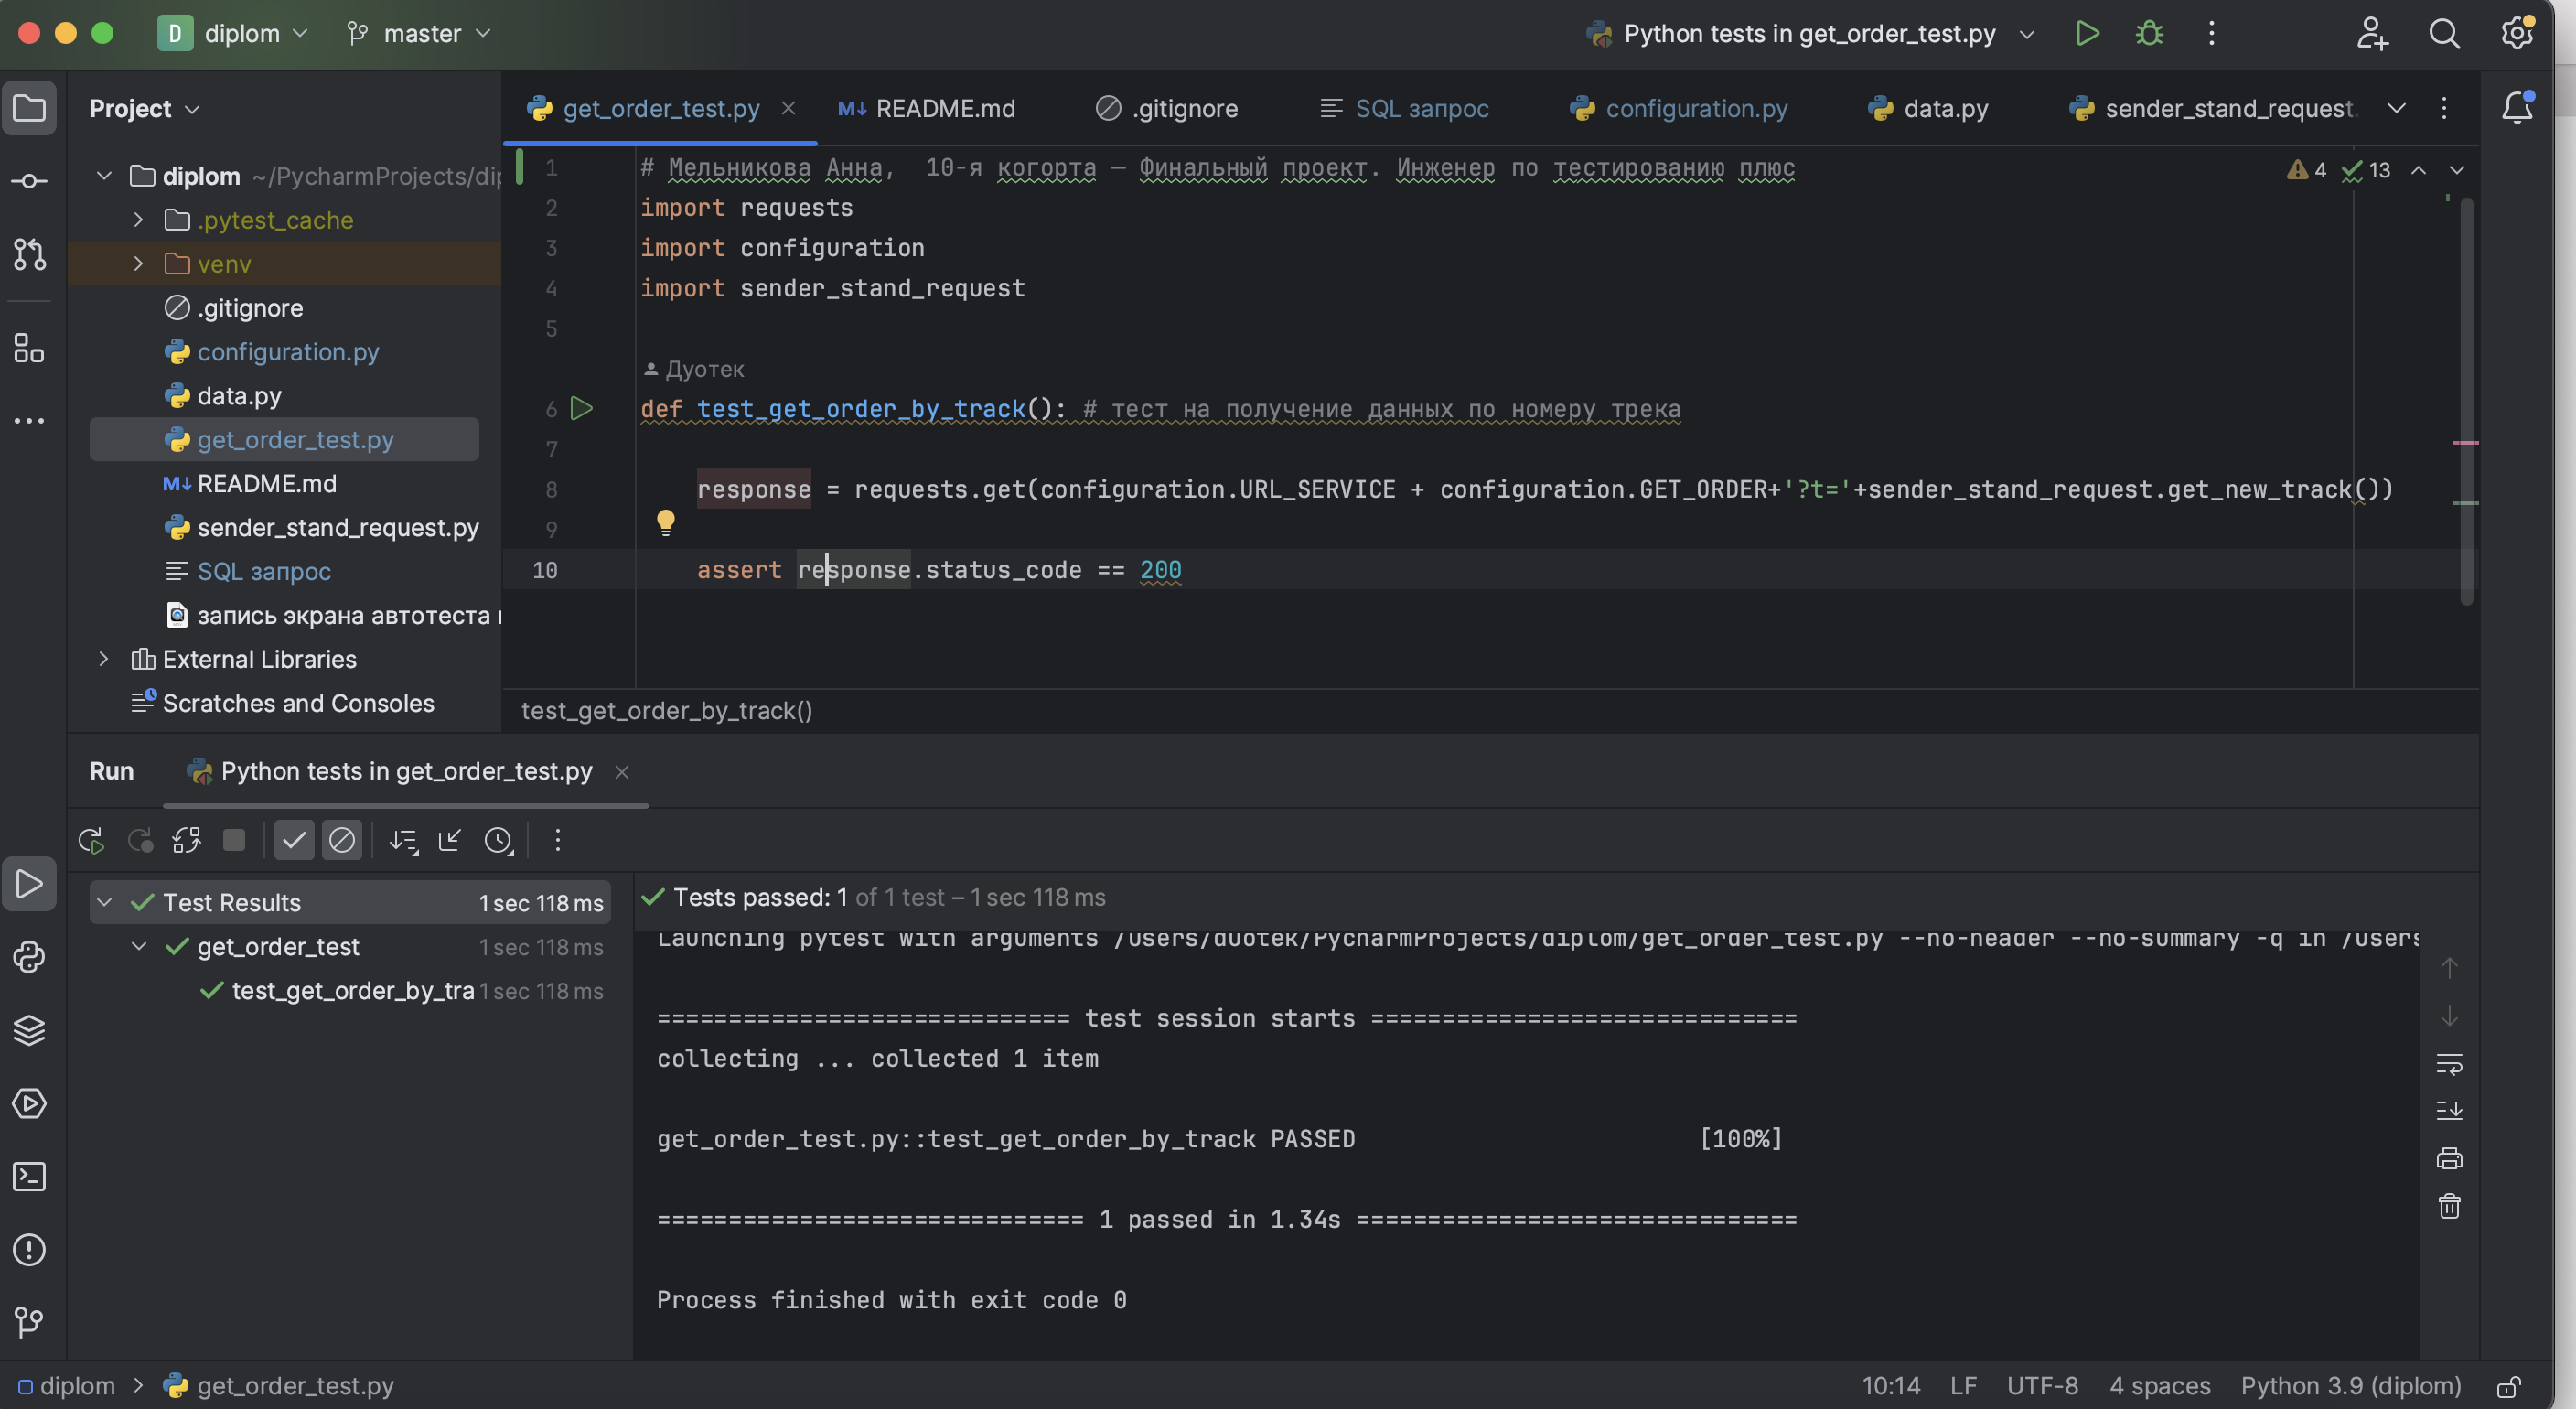 D diplom master Python tests in get_order_test.py
Project
get_order_test.py README.md .gitignore SQL запрос configuration.py data.py sender_stand_request.
diplom ~/PycharmProjects/dip
.pytest_cache
venv
.gitignore
configuration.py
data.py
get_order_test.py
README.md
sender_stand_request.py
SQL запрос
запись экрана автотеста
External Libraries
Scratches and Consoles
4 13
1 # Мельникова Анна,  10-я когорта — Финальный проект. Инженер по тестированию плюс
2 import requests
3 import configuration
4 import sender_stand_request
5
Дуотек
6 def test_get_order_by_track(): # тест на получение данных по номеру трека
7
8 response = requests.get(configuration.URL_SERVICE + configuration.GET_ORDER+'?t='+sender_stand_request.get_new_track())
9
10 assert response.status_code == 200
test_get_order_by_track()
Run Python tests in get_order_test.py
Test Results 1 sec 118 ms
get_order_test 1 sec 118 ms
test_get_order_by_tra 1 sec 118 ms
Tests passed: 1 of 1 test – 1 sec 118 ms
Launching pytest with arguments /Users/duotek/PycharmProjects/diplom/get_order_test.py --no-header --no-summary -q in /Users
============================= test session starts ==============================
collecting ... collected 1 item
get_order_test.py::test_get_order_by_track PASSED [100%]
============================== 1 passed in 1.34s ===============================
Process finished with exit code 0
diplom > get_order_test.py 10:14 LF UTF-8 4 spaces Python 3.9 (diplom)